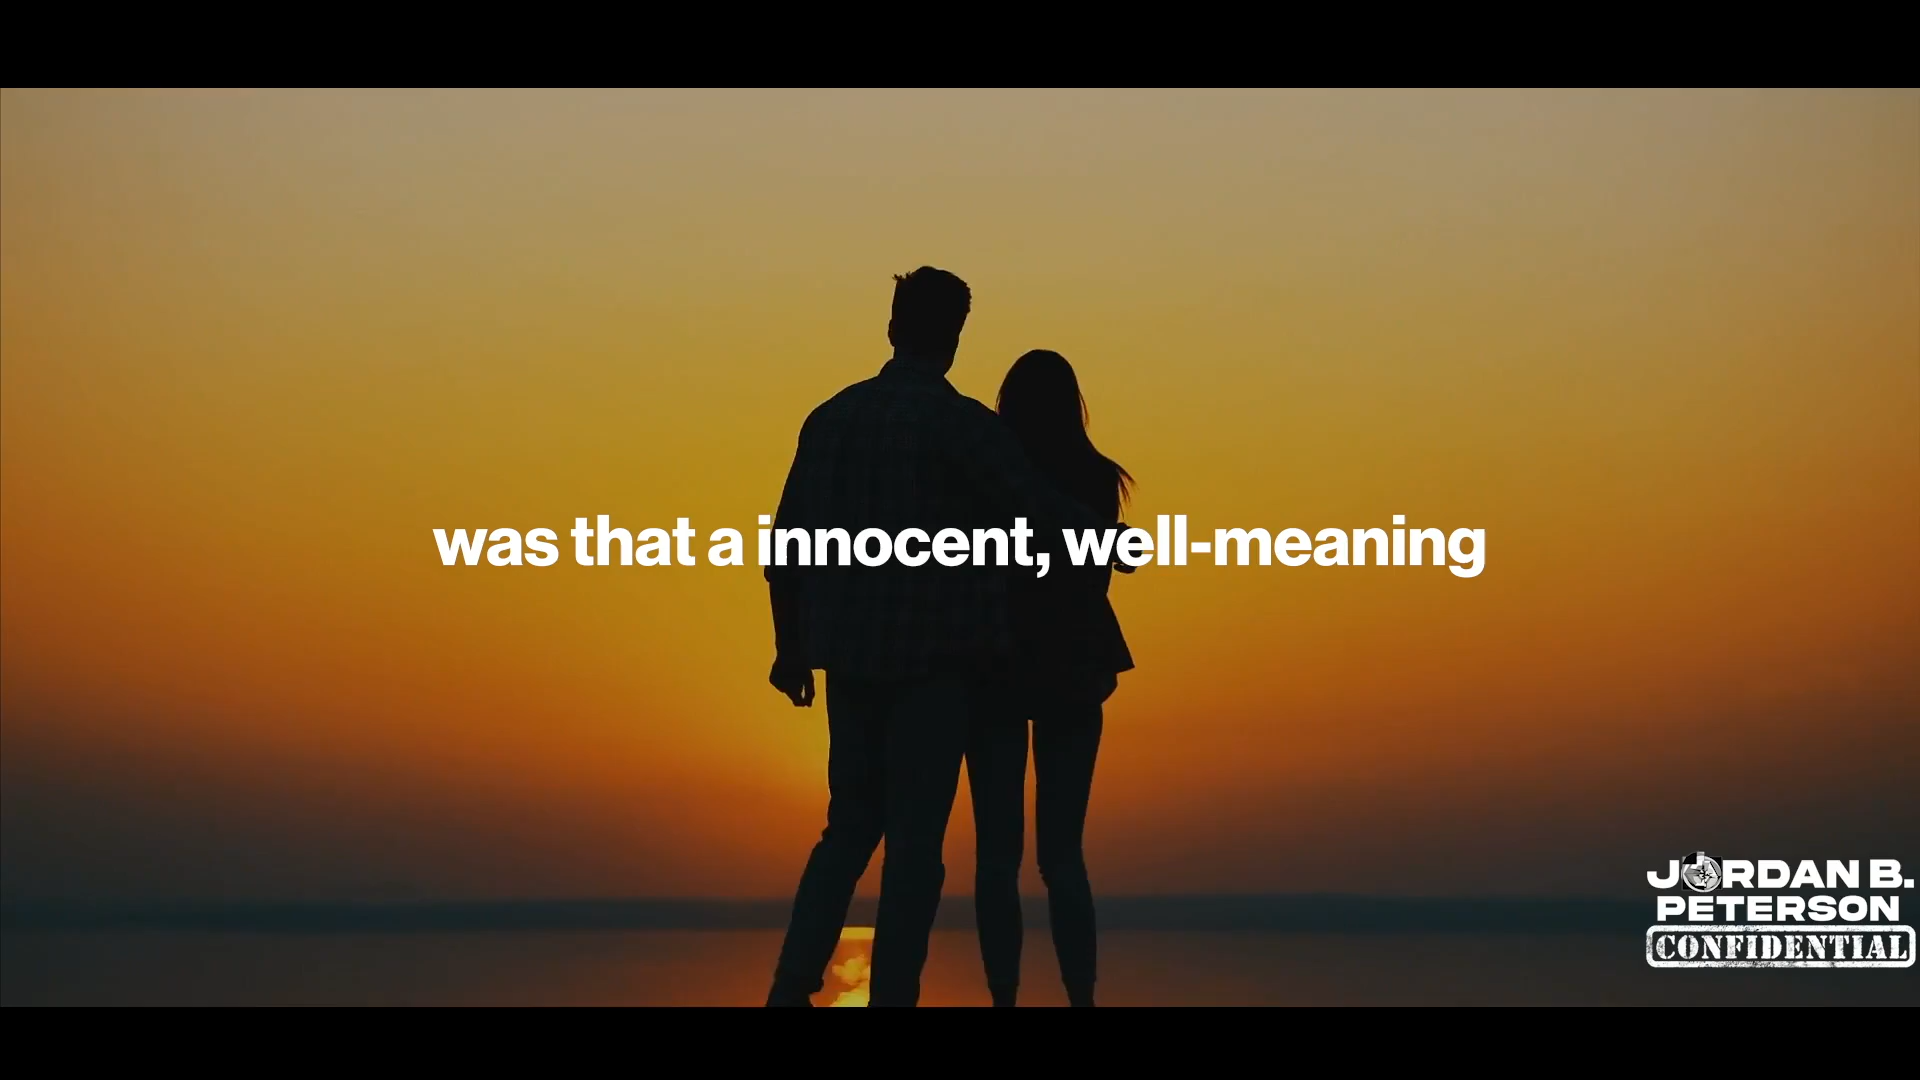 was that a innocent, well-meaning
JORDAN B.
PETERSON
CONFIDENTIAL